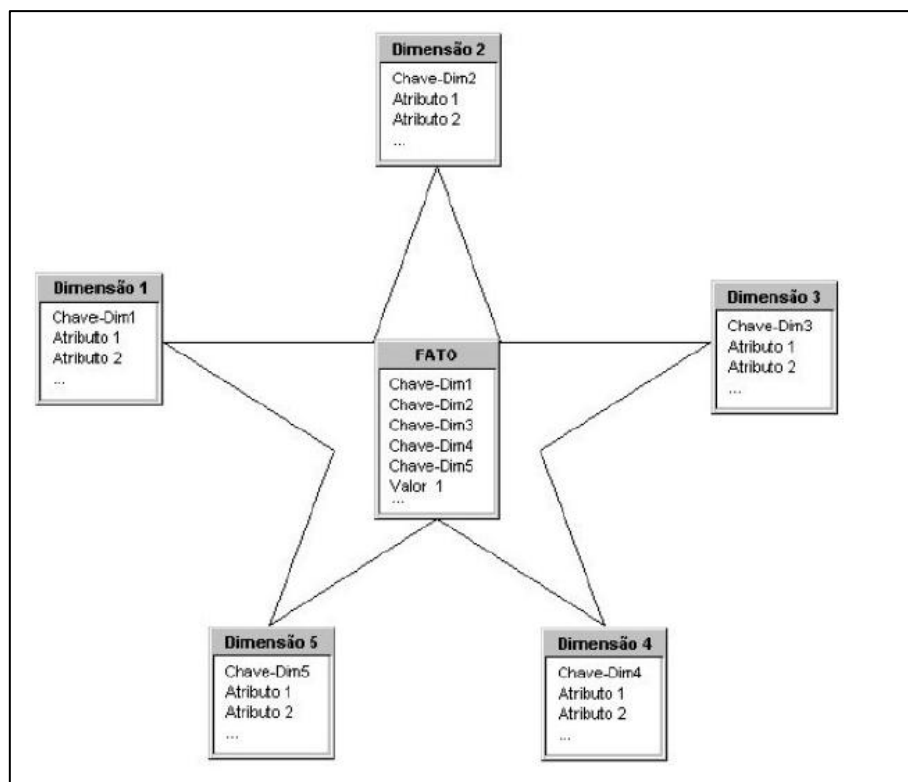 Dimensão 2
Chave-Dim2
Atributo 1
Atributo 2
...
Dimensão 1
Chave-Dim1
Atributo 1
Atributo 2
...
Dimensão 3
Chave-Dim3
Atributo 1
Atributo 2
...
FATO
Chave-Dim1
Chave-Dim2
Chave-Dim3
Chave-Dim4
Chave-Dim5
Valor 1
...
Dimensão 5
Chave-Dim5
Atributo 1
Atributo 2
...
Dimensão 4
Chave-Dim4
Atributo 1
Atributo 2
...